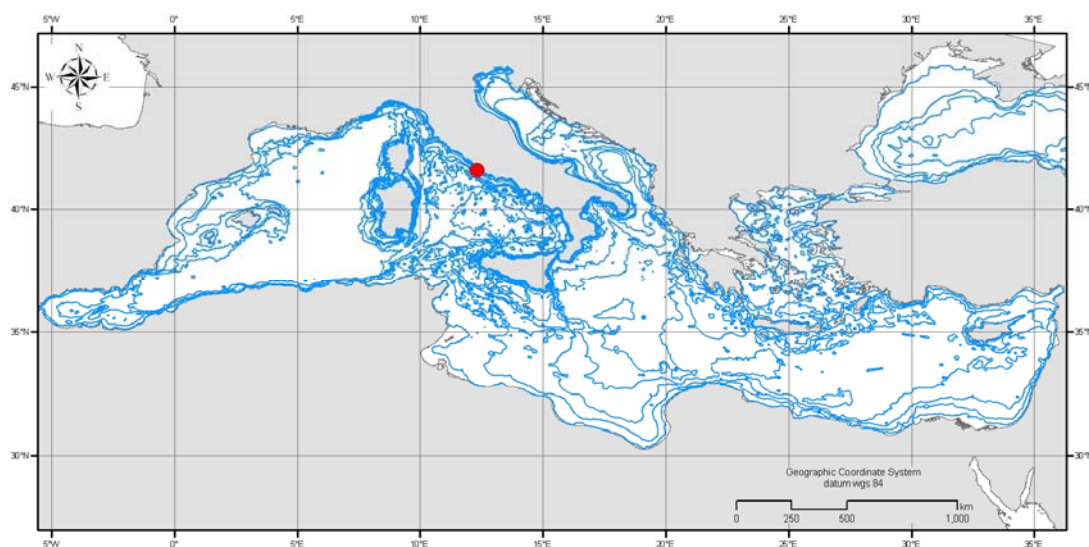 5°W 0° 5°E 10°E 15°E 20°E 25°E 30°E 35°E
N
W E
S
45°N 45°N
40°N 40°N
35°N 35°N
30°N 30°N
Geographic Coordinate System
datum wgs 84
km
0 250 500 1,000
5°W 0° 5°E 10°E 15°E 20°E 25°E 30°E 35°E